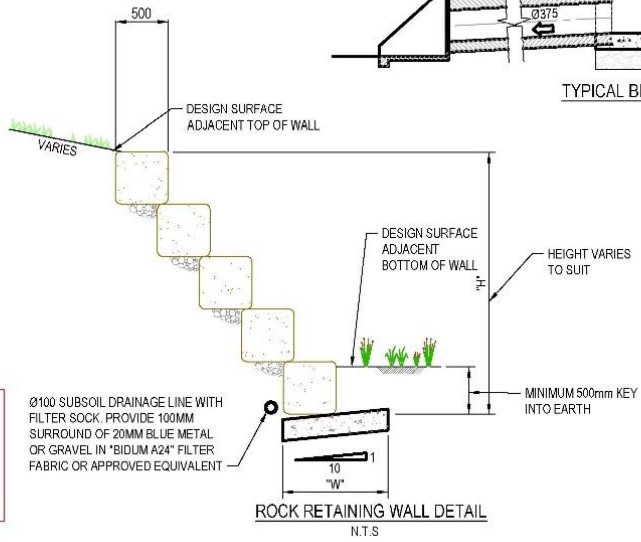 500
Ø375
TYPICAL
DESIGN SURFACE
ADJACENT TOP OF WALL
VARIES
DESIGN SURFACE
ADJACENT
BOTTOM OF WALL
"H"
HEIGHT VARIES
TO SUIT
Ø100 SUBSOIL DRAINAGE LINE WITH
FILTER SOCK. PROVIDE 100MM
SURROUND OF 20MM BLUE METAL
OR GRAVEL IN "BIDUM A24" FILTER
FABRIC OR APPROVED EQUIVALENT
MINIMUM 500mm KEY
INTO EARTH
1
10
"W"
ROCK RETAINING WALL DETAIL
N.T.S